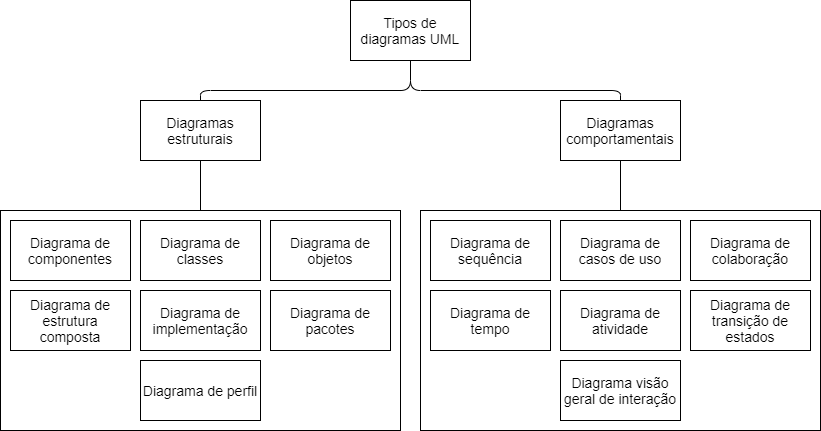 Tipos de
diagramas UML
Diagramas
estruturais
Diagramas
comportamentais
Diagrama de
componentes
Diagrama de
classes
Diagrama de
objetos
Diagrama de
estrutura
composta
Diagrama de
implementação
Diagrama de
pacotes
Diagrama de perfil
Diagrama de
sequência
Diagrama de
casos de uso
Diagrama de
colaboração
Diagrama de
tempo
Diagrama de
atividade
Diagrama de
transição de
estados
Diagrama visão
geral de interação